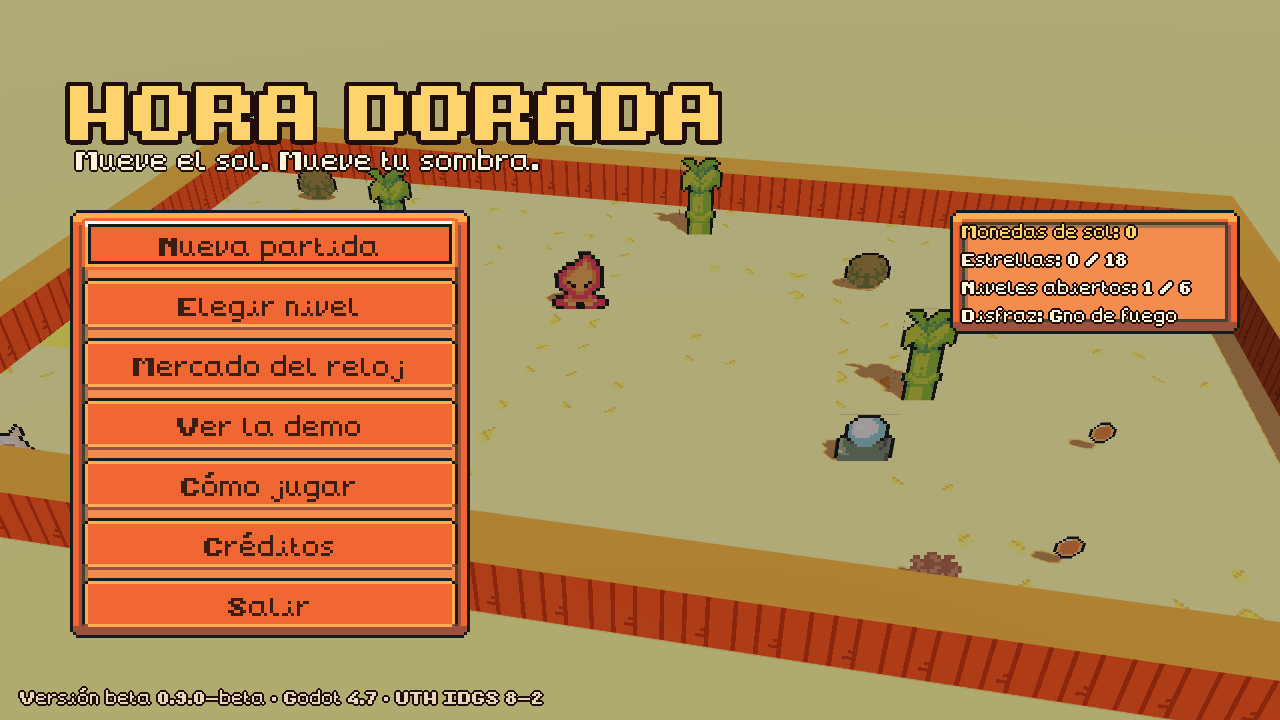 HORA DORADA
Mueve el sol. Mueve tu sombra.
Nueva partida
Elegir nivel
Mercado del reloj
Ver la demo
Cómo jugar
Créditos
Salir
Monedas de sol: 0
Estrellas: 0 / 18
Niveles abiertos: 1 / 6
Disfraz: Gno de fuego
Versión beta 0.9.0-beta • Godot 4.7 • UTH IDGS 8-2